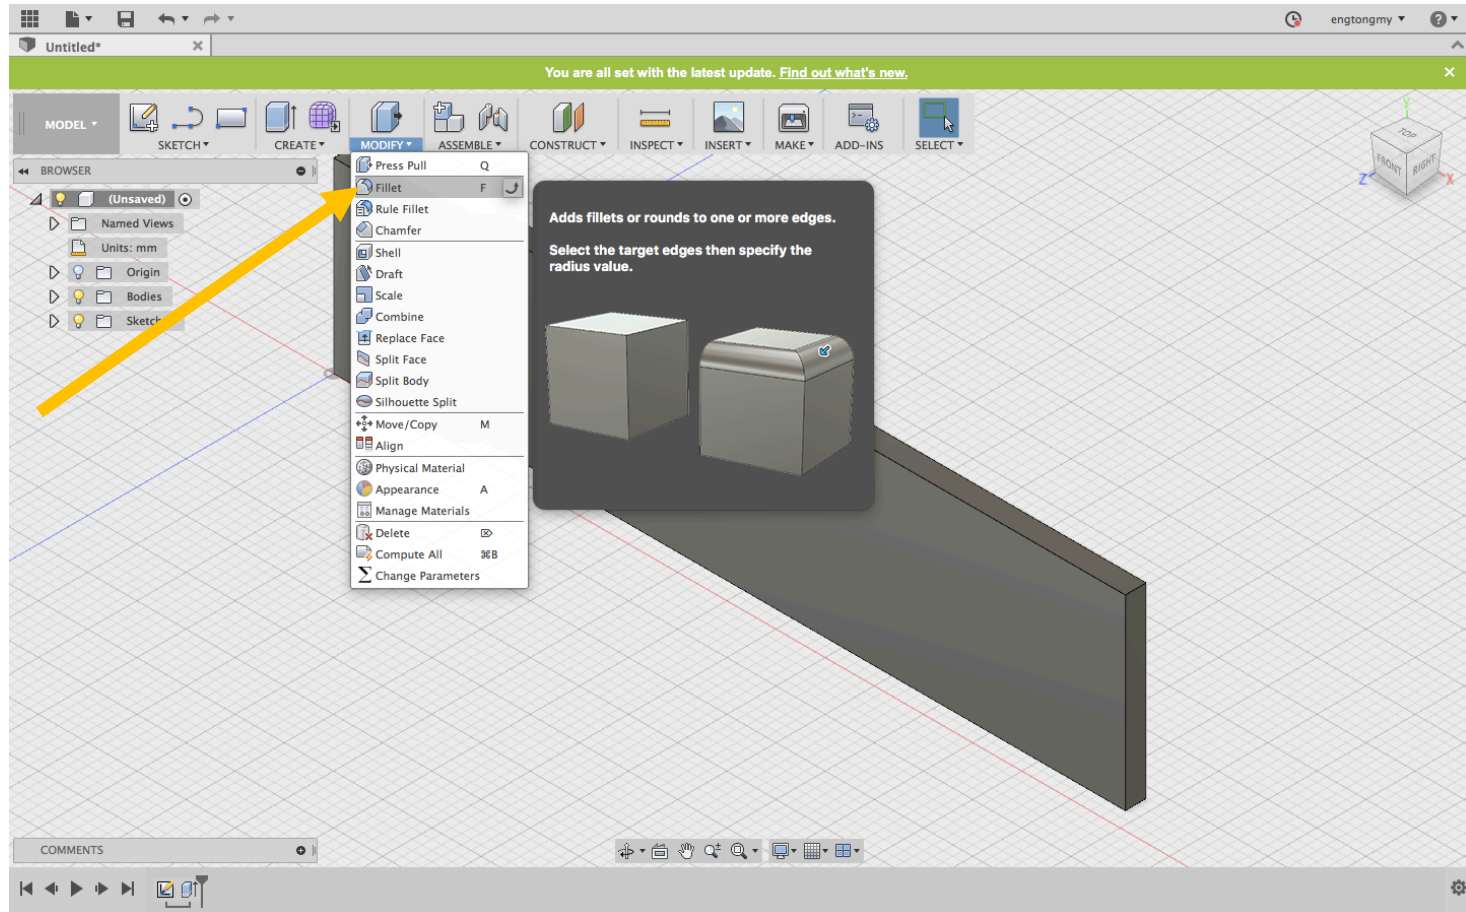 engtongmy
?
Untitled*
You are all set with the latest update. Find out what's new.
MODEL
SKETCH
CREATE
MODIFY
ASSEMBLE
CONSTRUCT
INSPECT
INSERT
MAKE
ADD-INS
SELECT
BROWSER
(Unsaved)
Named Views
Units: mm
Origin
Bodies
Sketch
Press Pull Q
Fillet F
Rule Fillet
Chamfer
Shell
Draft
Scale
Combine
Replace Face
Split Face
Split Body
Silhouette Split
Move/Copy M
Align
Physical Material
Appearance A
Manage Materials
Delete ⌦
Compute All ⌘B
Change Parameters
Adds fillets or rounds to one or more edges.
Select the target edges then specify the
radius value.
Y
TOP
FRONT
RIGHT
Z
X
COMMENTS